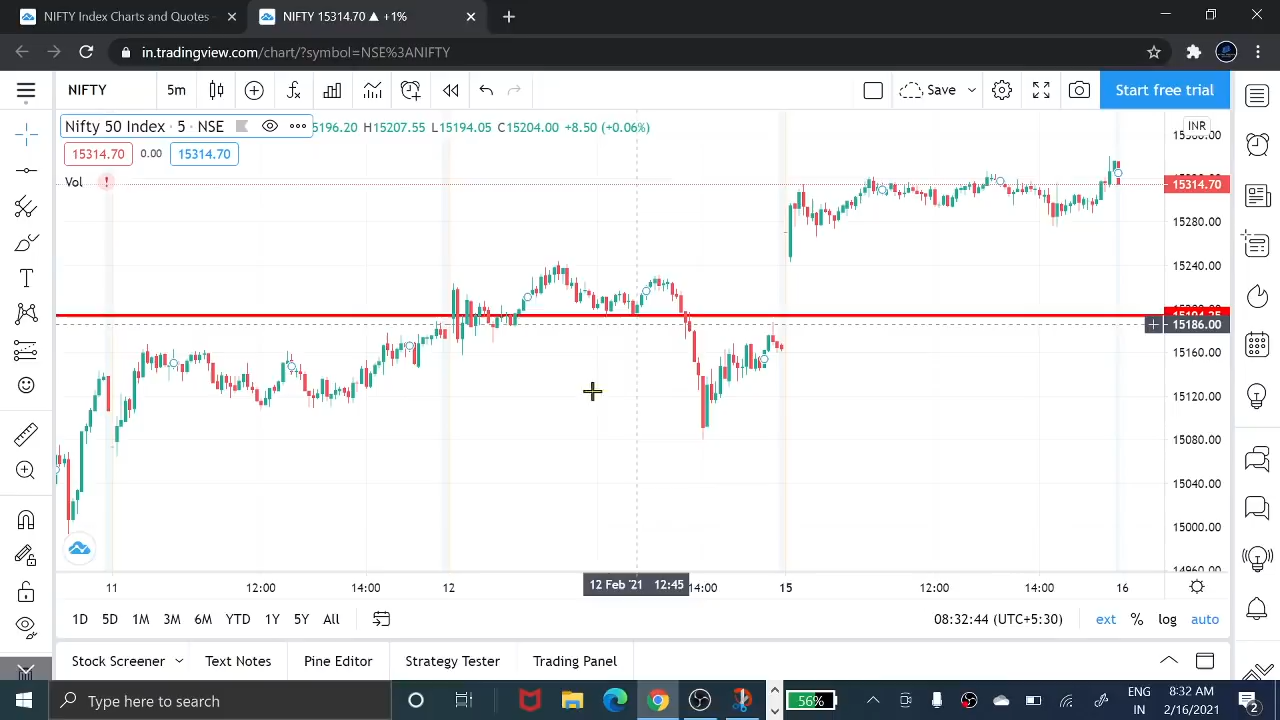 NIFTY Index Charts and Quotes
NIFTY 15314.70 ▲ +1%
in.tradingview.com/chart/?symbol=NSE%3ANIFTY
NIFTY 5m Save Start free trial
Nifty 50 Index · 5 · NSE 5196.20 H15207.55 L15194.05 C15204.00 +8.50 (+0.06%)
INR
15314.70 0.00 15314.70
Vol !
15314.70
15280.00
15240.00
15186.00
15160.00
15120.00
15080.00
15040.00
15000.00
14960.00
11 12:00 14:00 12 12 Feb '21 12:45 14:00 15 12:00 14:00 16
1D 5D 1M 3M 6M YTD 1Y 5Y All 08:32:44 (UTC+5:30) ext % log auto
Stock Screener Text Notes Pine Editor Strategy Tester Trading Panel
Type here to search
56%
ENG
IN
8:32 AM
2/16/2021
2